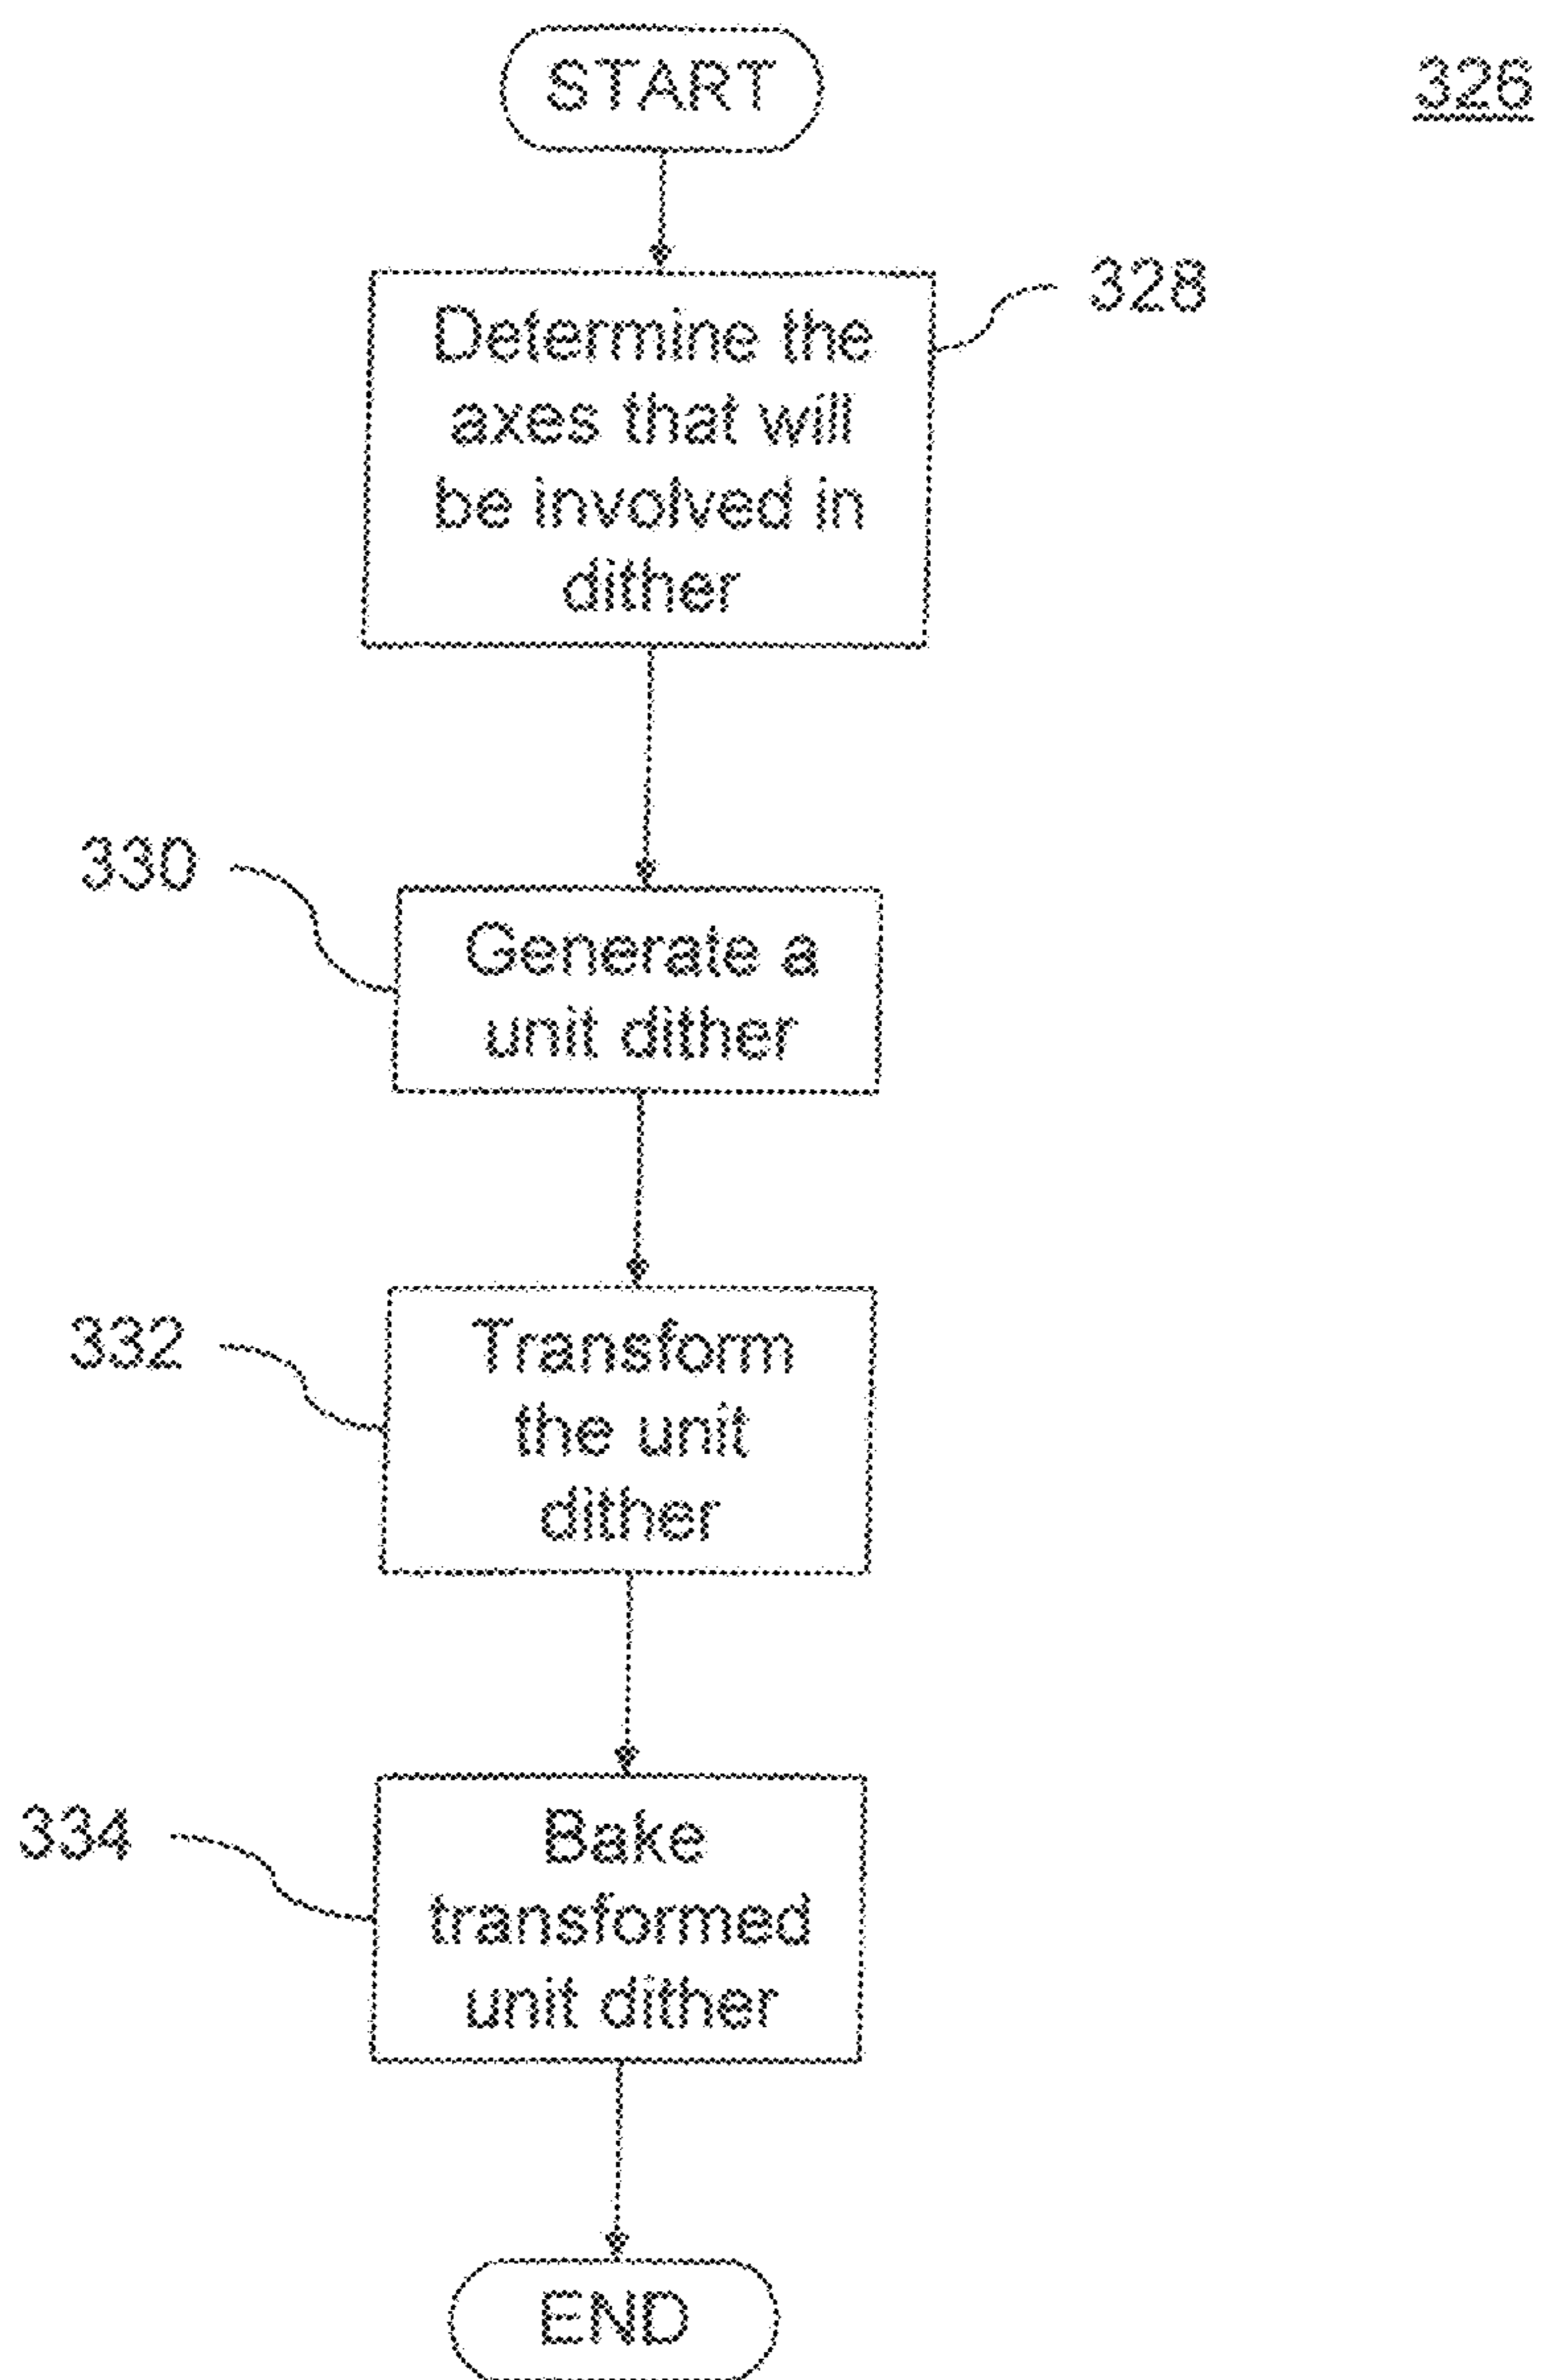 START
326
328
Determine the
axes that will
be involved in
dither
330
Generate a
unit dither
332
Transform
the unit
dither
334
Bake
transformed
unit dither
END